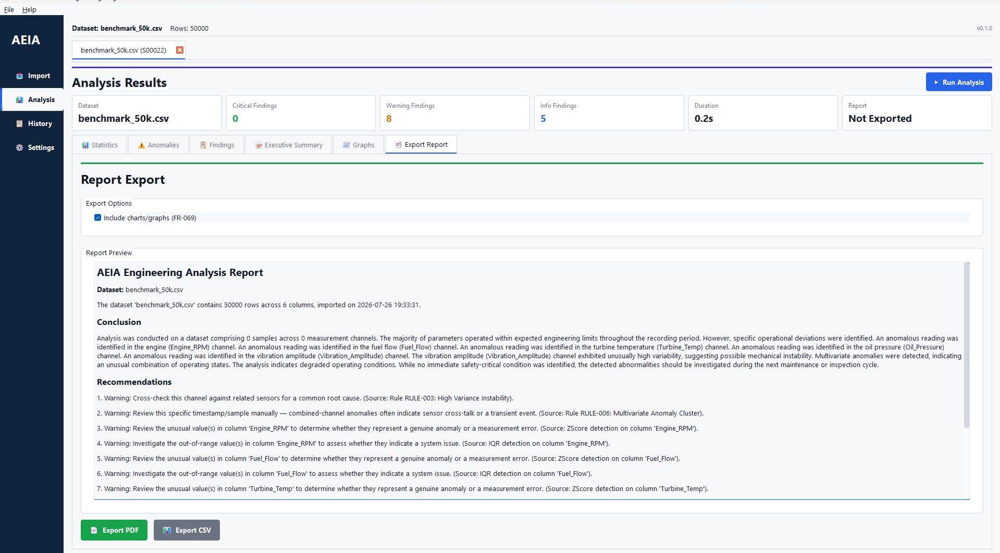 File Help
AEIA
Import
Analysis
History
Settings
Dataset: benchmark_50k.csv Rows: 50000
v0.1.0
benchmark_50k.csv (S00022)
Analysis Results
Run Analysis
Dataset
benchmark_50k.csv
Critical Findings
0
Warning Findings
8
Info Findings
5
Duration
0.2s
Report
Not Exported
Statistics Anomalies Findings Executive Summary Graphs Export Report
Report Export
Export Options
Include charts/graphs (FR-069)
Report Preview
AEIA Engineering Analysis Report
Dataset: benchmark_50k.csv
The dataset 'benchmark_50k.csv' contains 50000 rows across 6 columns, imported on 2026-07-26 19:33:31.
Conclusion
Analysis was conducted on a dataset comprising 0 samples across 0 measurement channels. The majority of parameters operated within expected engineering limits throughout the recording period. However, specific operational deviations were identified. An anomalous reading was
identified in the engine (Engine_RPM) channel. An anomalous reading was identified in the fuel flow (Fuel_Flow) channel. An anomalous reading was identified in the turbine temperature (Turbine_Temp) channel. An anomalous reading was identified in the oil pressure (Oil_Pressure)
channel. An anomalous reading was identified in the vibration amplitude (Vibration_Amplitude) channel. The vibration amplitude (Vibration_Amplitude) channel exhibited unusually high variability, suggesting possible mechanical instability. Multivariate anomalies were detected, indicating
an unusual combination of operating states. The analysis indicates degraded operating conditions. While no immediate safety-critical condition was identified, the detected abnormalities should be investigated during the next maintenance or inspection cycle.
Recommendations
1. Warning: Cross-check this channel against related sensors for a common root cause. (Source: Rule RULE-003: High Variance Instability).
2. Warning: Review this specific timestamp/sample manually — combined-channel anomalies often indicate sensor cross-talk or a transient event. (Source: Rule RULE-006: Multivariate Anomaly Cluster).
3. Warning: Review the unusual value(s) in column 'Engine_RPM' to determine whether they represent a genuine anomaly or a measurement error. (Source: ZScore detection on column 'Engine_RPM').
4. Warning: Investigate the out-of-range value(s) in column 'Engine_RPM' to assess whether they indicate a system issue. (Source: IQR detection on column 'Engine_RPM').
5. Warning: Review the unusual value(s) in column 'Fuel_Flow' to determine whether they represent a genuine anomaly or a measurement error. (Source: ZScore detection on column 'Fuel_Flow').
6. Warning: Investigate the out-of-range value(s) in column 'Fuel_Flow' to assess whether they indicate a system issue. (Source: IQR detection on column 'Fuel_Flow').
7. Warning: Review the unusual value(s) in column 'Turbine_Temp' to determine whether they represent a genuine anomaly or a measurement error. (Source: ZScore detection on column 'Turbine_Temp').
Export PDF Export CSV